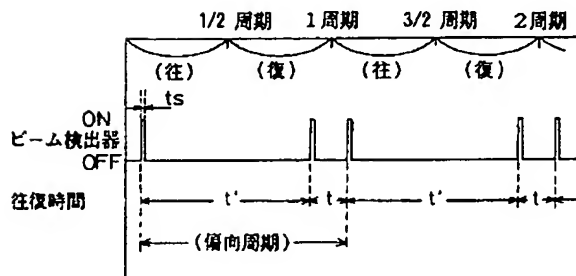 1/2 周期 1 周期 3/2 周期 2周期
(往) (復) (往) (復)
ts
ON
ビーム検出器
OFF
往復時間 t' t t' t
(偏向周期)